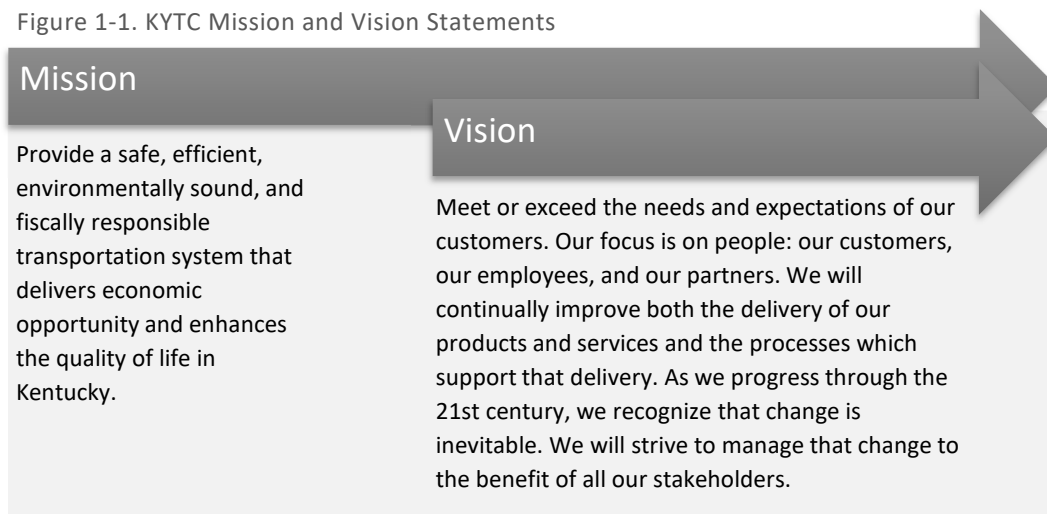 Figure 1-1. KYTC Mission and Vision Statements
Mission
Provide a safe, efficient,
environmentally sound, and
fiscally responsible
transportation system that
delivers economic
opportunity and enhances
the quality of life in
Kentucky.
Vision
Meet or exceed the needs and expectations of our
customers. Our focus is on people: our customers,
our employees, and our partners. We will
continually improve both the delivery of our
products and services and the processes which
support that delivery. As we progress through the
21st century, we recognize that change is
inevitable. We will strive to manage that change to
the benefit of all our stakeholders.